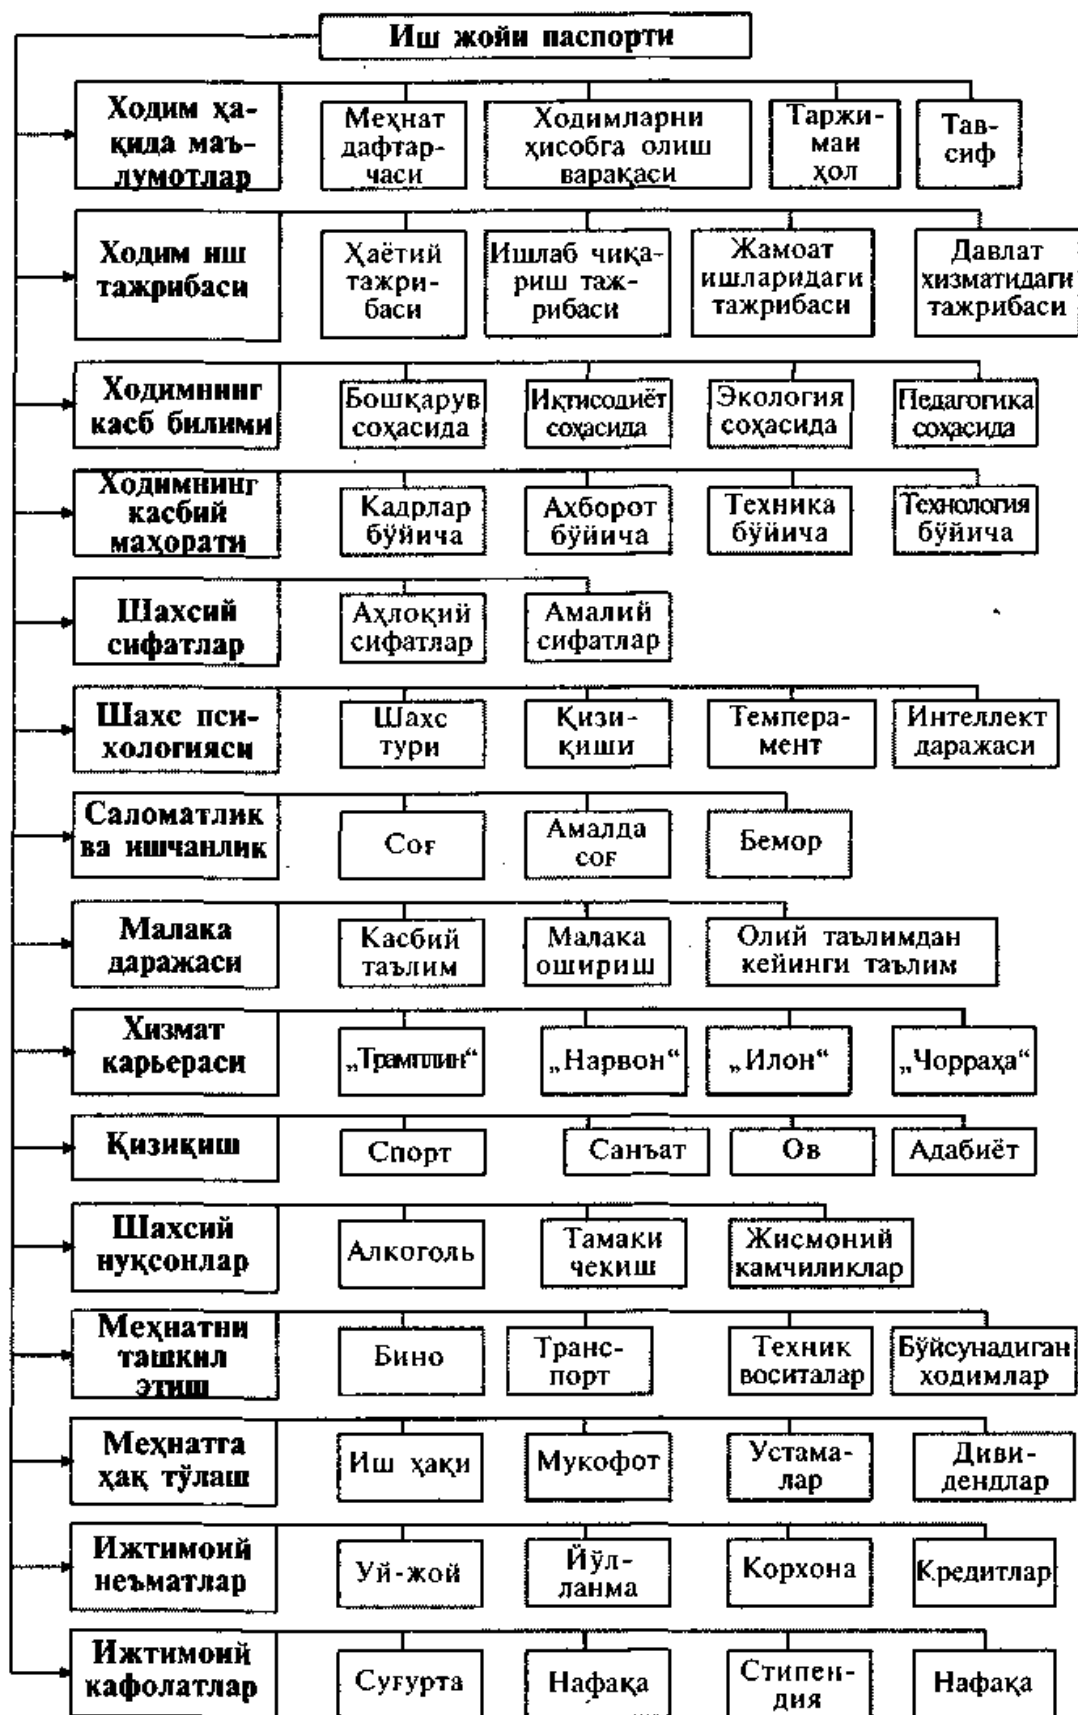 Иш жойи паспорти
Ходим ҳа-
қида маъ-
лумотлар
Меҳнат
дафтар-
часи
Ходимларни
ҳисобга олиш
варақаси
Таржи-
маи
ҳол
Тав-
сиф
Ходим иш
тажрибаси
Ҳаётий
тажри-
баси
Ишлаб чиқа-
риш таж-
рибаси
Жамоат
ишларидаги
тажрибаси
Давлат
хизматидаги
тажрибаси
Ходимнинг
касб билими
Бошқарув
соҳасида
Иқтисодиёт
соҳасида
Экология
соҳасида
Педагогика
соҳасида
Ходимнинг
касбий
маҳорати
Кадрлар
бўйича
Ахборот
бўйича
Техника
бўйича
Технология
бўйича
Шахсий
сифатлар
Аҳлоқий
сифатлар
Амалий
сифатлар
Шахс пси-
хологияси
Шахс
тури
Қизи-
қиши
Темпера-
мент
Интеллект
даражаси
Саломатлик
ва ишчанлик
Соғ
Амалда
соғ
Бемор
Малака
даражаси
Касбий
таълим
Малака
ошириш
Олий таълимдан
кейинги таълим
Хизмат
карьераси
„Трамплин“
„Нарвон“
„Илон“
„Чорраҳа“
Қизиқиш
Спорт
Санъат
Ов
Адабиёт
Шахсий
нуқсонлар
Алкоголь
Тамаки
чекиш
Жисмоний
камчиликлар
Меҳнатни
ташкил
этиш
Бино
Транс-
порт
Техник
воситалар
Бўйсунадиган
ходимлар
Меҳнатга
ҳақ тўлаш
Иш ҳақи
Мукофот
Устама-
лар
Диви-
дендлар
Ижтимоий
неъматлар
Уй-жой
Йўл-
ланма
Корхона
Кредитлар
Ижтимоий
кафолатлар
Суғурта
Нафақа
Стипен-
дия
Нафақа